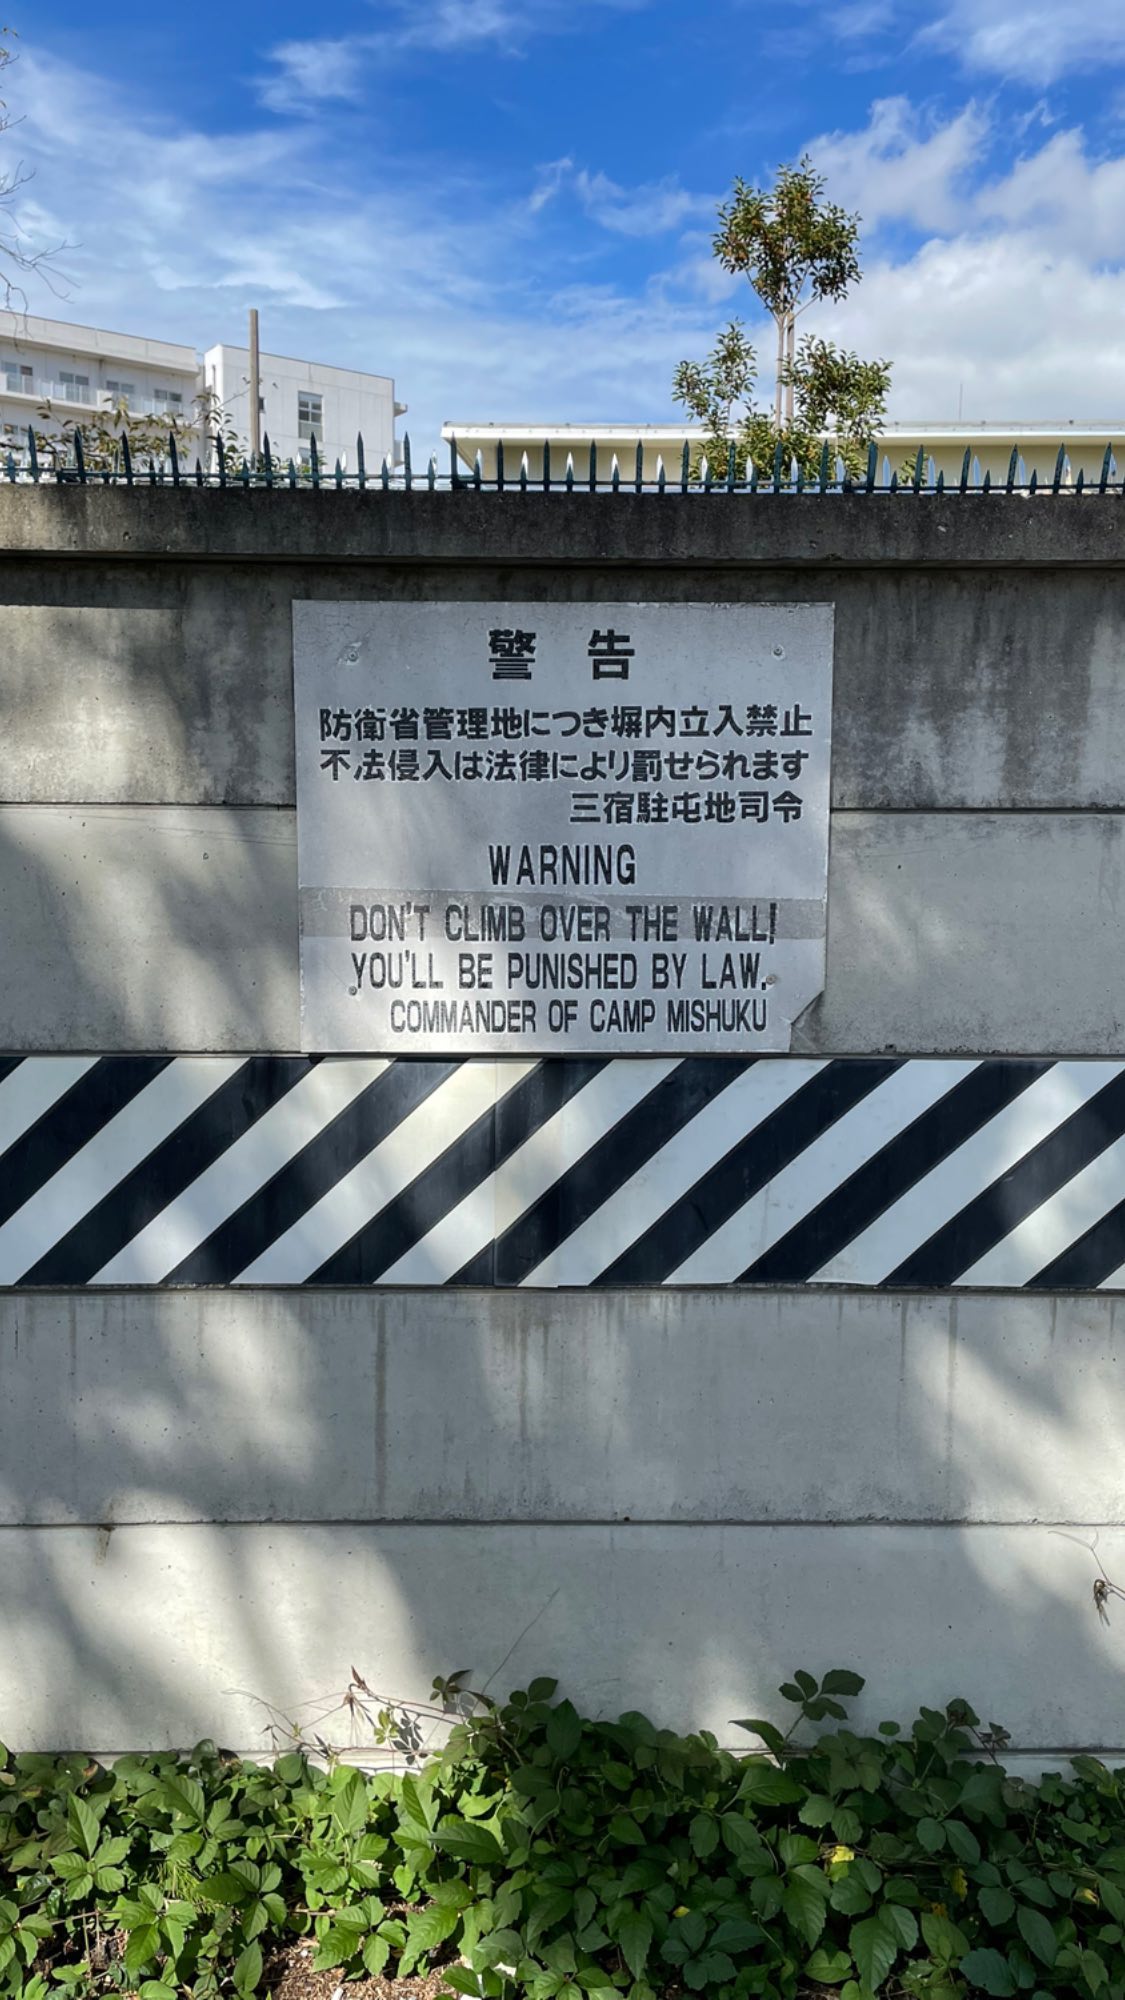 警告
防衛省管理地につき塀内立入禁止
不法侵入は法律により罰せられます
三宿駐屯地司令
WARNING
DON'T CLIMB OVER THE WALL!
YOU'LL BE PUNISHED BY LAW.
COMMANDER OF CAMP MISHUKU